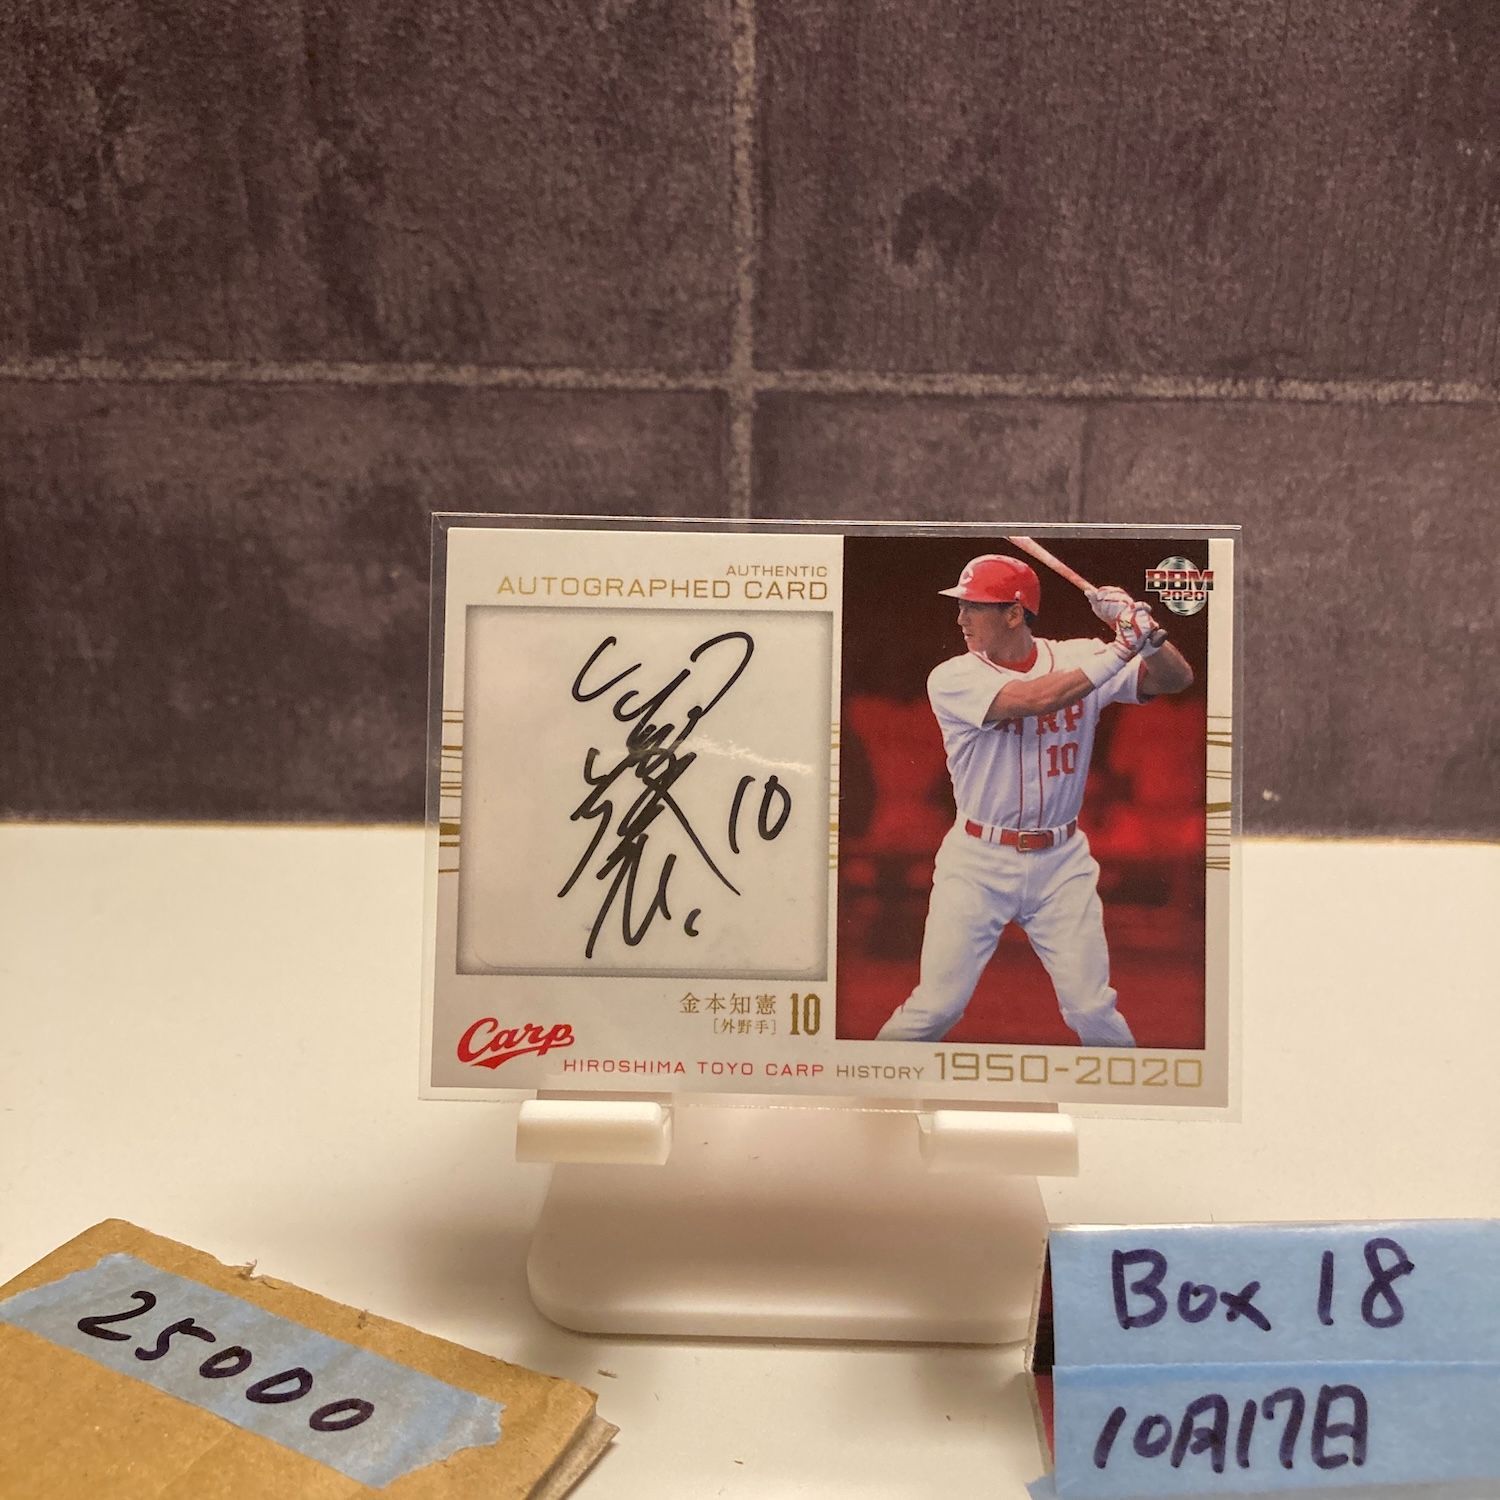 AUTHENTIC
AUTOGRAPHED CARD
BBM
2020
CARP
10
10
金本知憲 10
[外野手]
Carp
HIROSHIMA TOYO CARP HISTORY 1950-2020
25000
Box 18
10月17日